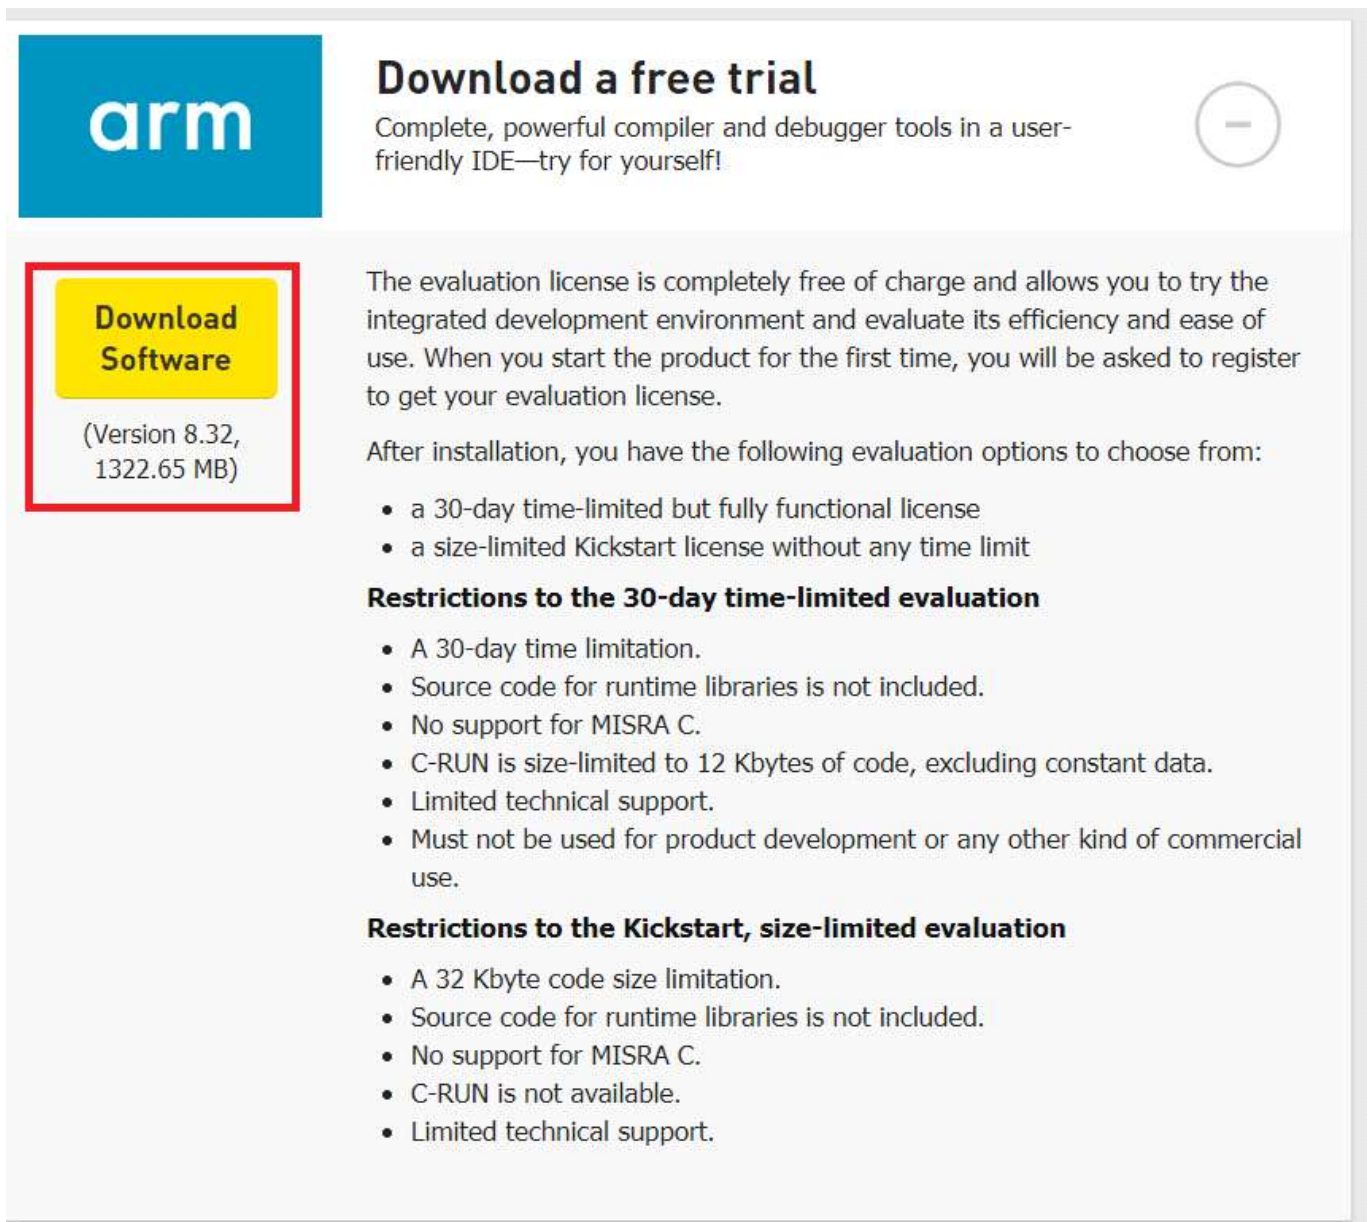 arm
Download a free trial
Complete, powerful compiler and debugger tools in a user-
friendly IDE—try for yourself!
Download
Software
(Version 8.32,
1322.65 MB)
The evaluation license is completely free of charge and allows you to try the
integrated development environment and evaluate its efficiency and ease of
use. When you start the product for the first time, you will be asked to register
to get your evaluation license.
After installation, you have the following evaluation options to choose from:
• a 30-day time-limited but fully functional license
• a size-limited Kickstart license without any time limit
Restrictions to the 30-day time-limited evaluation
• A 30-day time limitation.
• Source code for runtime libraries is not included.
• No support for MISRA C.
• C-RUN is size-limited to 12 Kbytes of code, excluding constant data.
• Limited technical support.
• Must not be used for product development or any other kind of commercial
use.
Restrictions to the Kickstart, size-limited evaluation
• A 32 Kbyte code size limitation.
• Source code for runtime libraries is not included.
• No support for MISRA C.
• C-RUN is not available.
• Limited technical support.